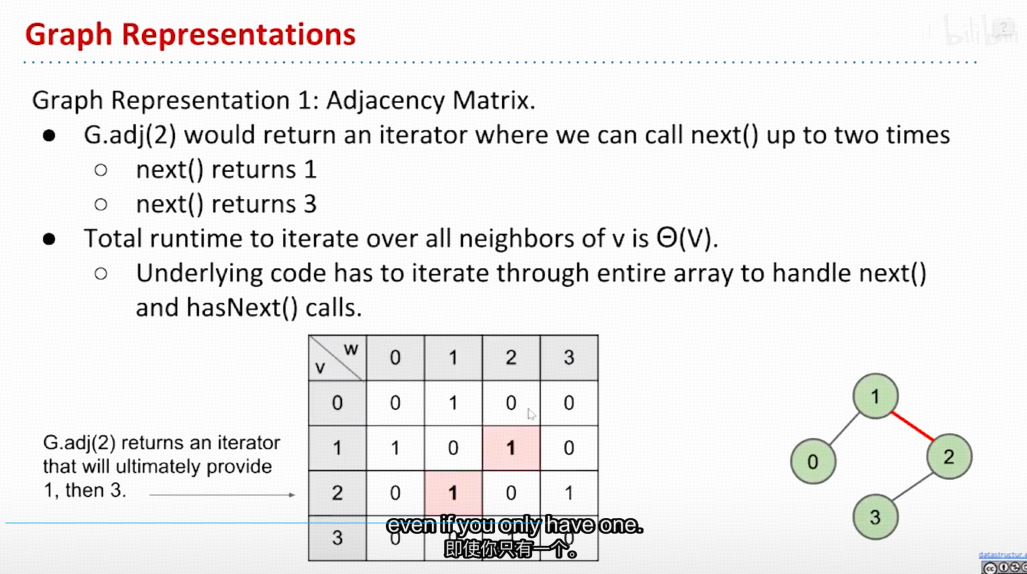 Graph Representations
bilibili
Graph Representation 1: Adjacency Matrix.
● G.adj(2) would return an iterator where we can call next() up to two times
○ next() returns 1
○ next() returns 3
● Total runtime to iterate over all neighbors of v is Θ(V).
○ Underlying code has to iterate through entire array to handle next()
and hasNext() calls.
v w 0 1 2 3
0 0 1 0 0
1 1 0 1 0
2 0 1 0 1
3 0 0
G.adj(2) returns an iterator
that will ultimately provide
1, then 3.
1
0
2
3
even if you only have one.
即使你只有一个。
datastructur.e